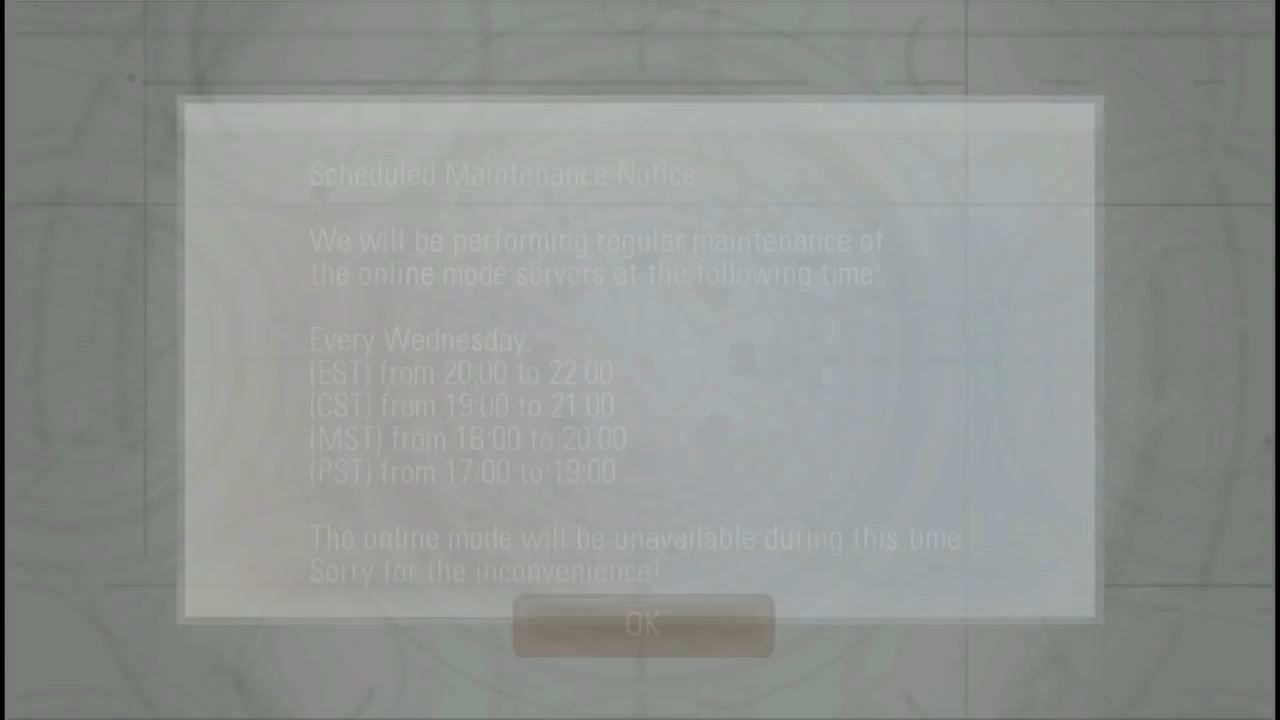 Scheduled Maintenance Notice
We will be performing regular maintenance of
the online mode servers at the following time:
Every Wednesday,
(EST) from 20:00 to 22:00
(CST) from 19:00 to 21:00
(MST) from 18:00 to 20:00
(PST) from 17:00 to 19:00
The online mode will be unavailable during this time
Sorry for the inconvenience!
OK